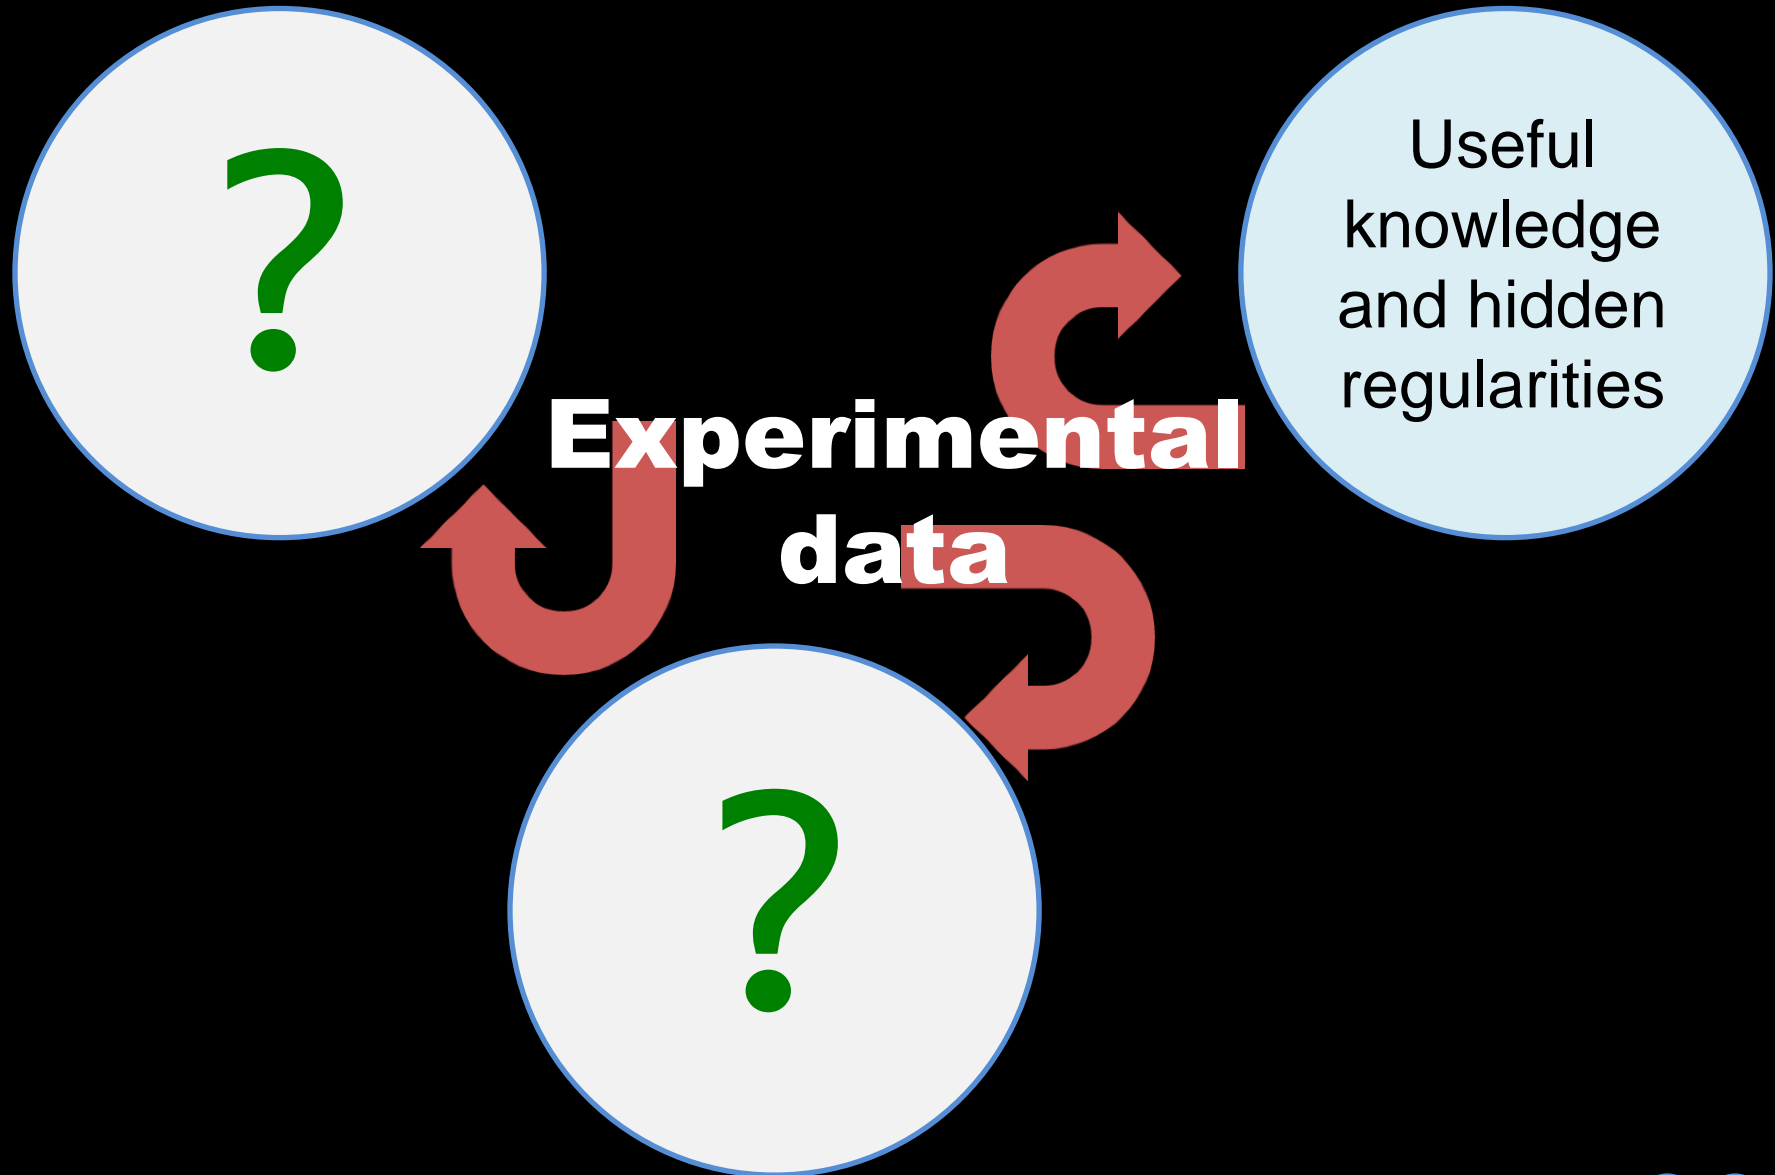 ?
Useful
knowledge
and hidden
regularities
Experimental
data
?